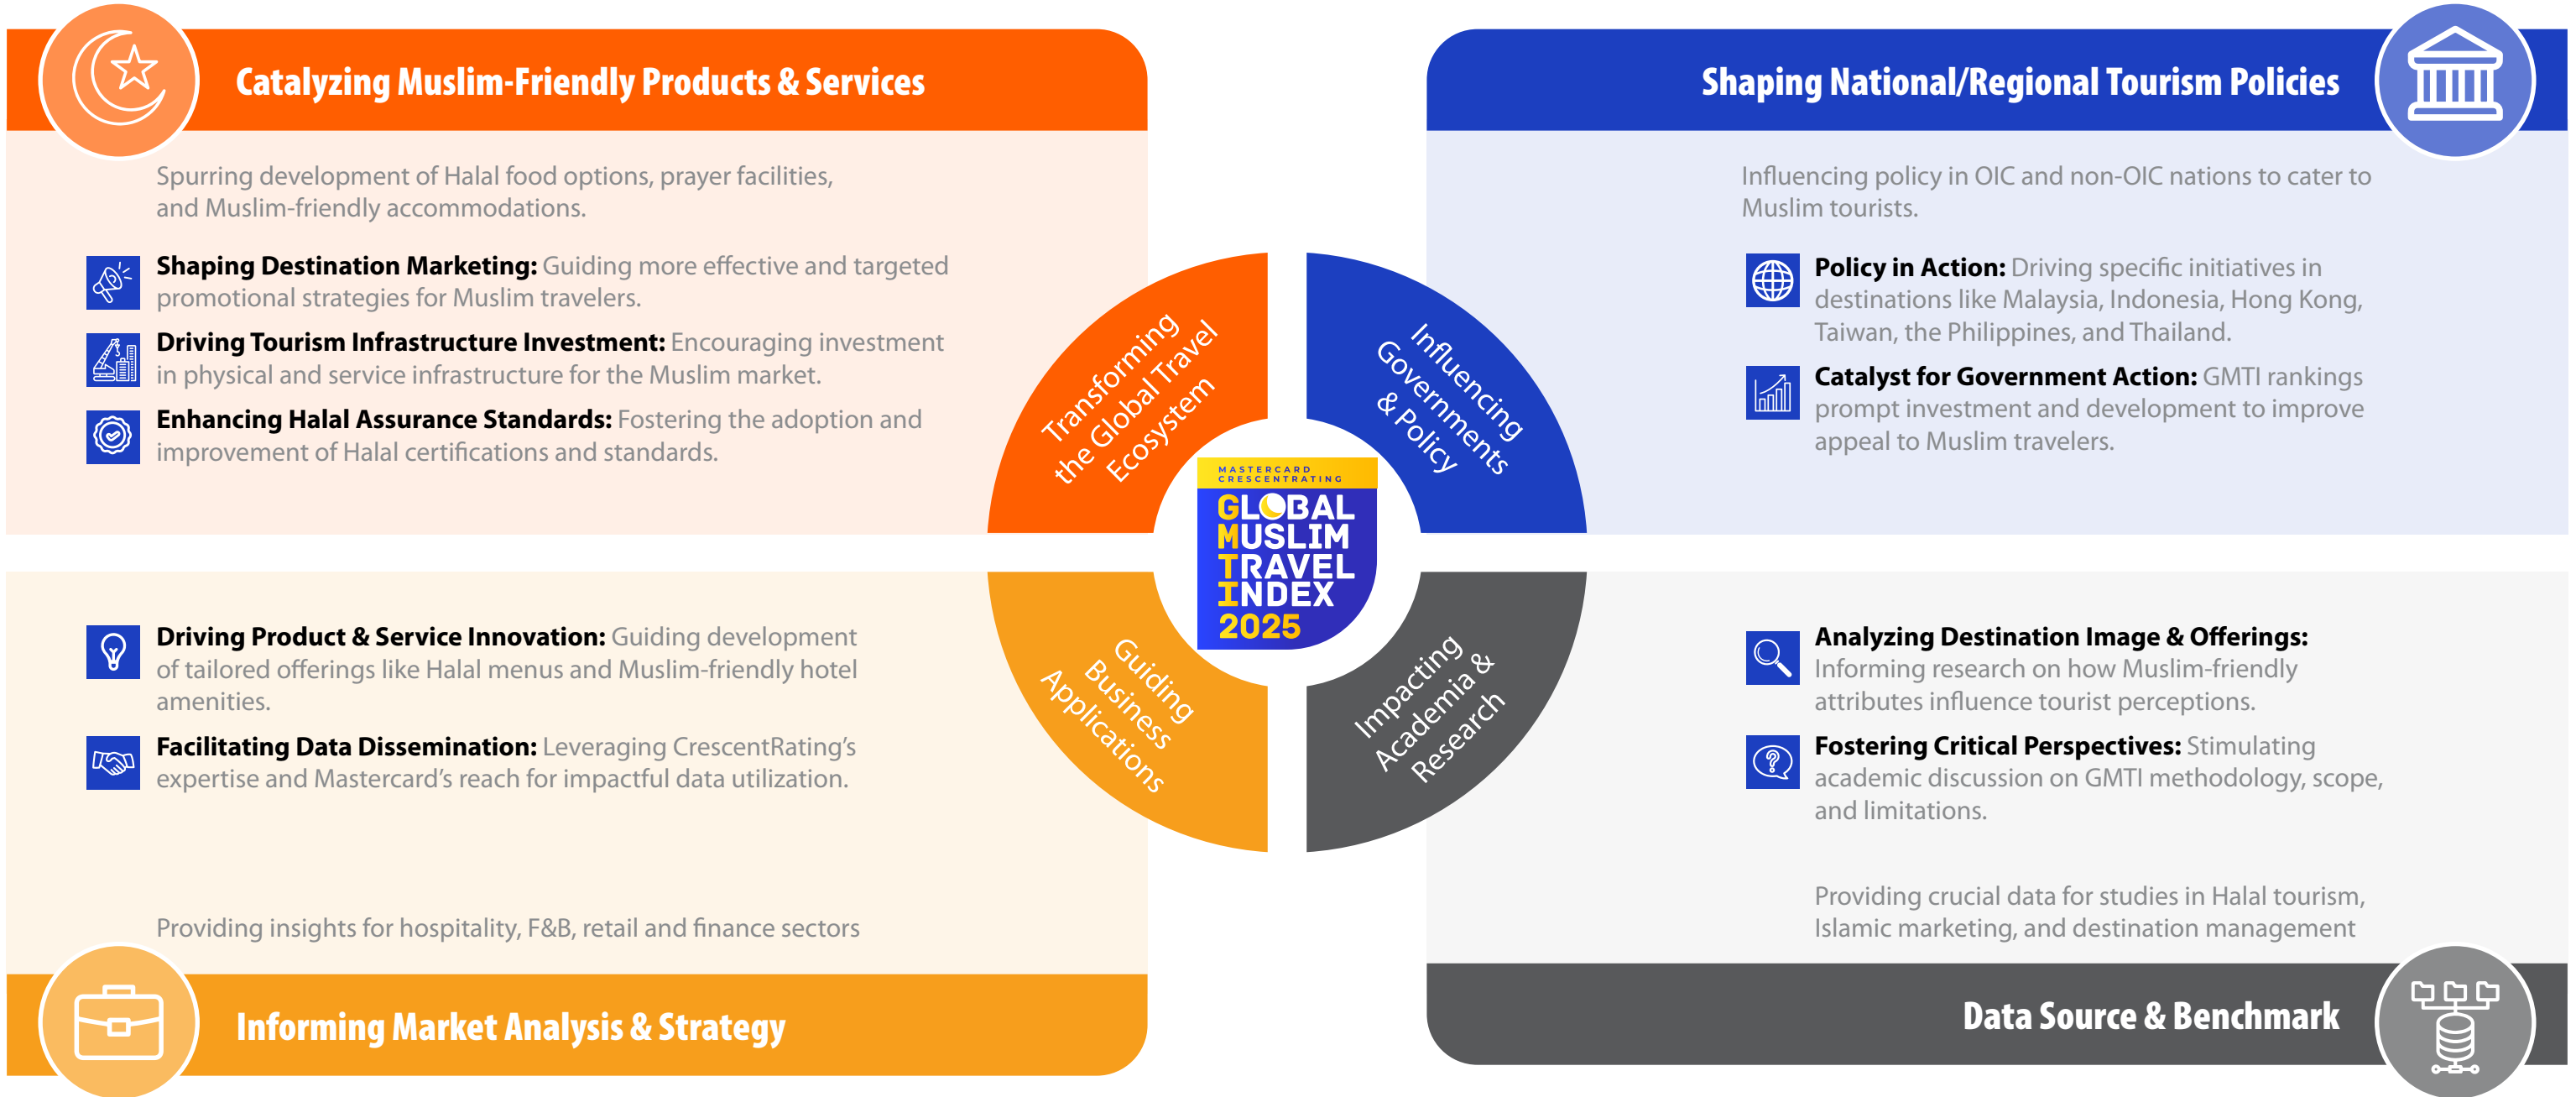 Catalyzing Muslim-Friendly Products & Services
Spurring development of Halal food options, prayer facilities,
and Muslim-friendly accommodations.
Shaping Destination Marketing: Guiding more effective and targeted
promotional strategies for Muslim travelers.
Driving Tourism Infrastructure Investment: Encouraging investment
in physical and service infrastructure for the Muslim market.
Enhancing Halal Assurance Standards: Fostering the adoption and
improvement of Halal certifications and standards.
Shaping National/Regional Tourism Policies
Influencing policy in OIC and non-OIC nations to cater to
Muslim tourists.
Policy in Action: Driving specific initiatives in
destinations like Malaysia, Indonesia, Hong Kong,
Taiwan, the Philippines, and Thailand.
Catalyst for Government Action: GMTI rankings
prompt investment and development to improve
appeal to Muslim travelers.
Transforming
the Global Travel
Ecosystem
Influencing
Governments
& Policy
MASTERCARD
CRESCENTRATING
GLOBAL
MUSLIM
TRAVEL
INDEX
2025
Guiding
Business
Applications
Impacting
Academia &
Research
Driving Product & Service Innovation: Guiding development
of tailored offerings like Halal menus and Muslim-friendly hotel
amenities.
Facilitating Data Dissemination: Leveraging CrescentRating’s
expertise and Mastercard’s reach for impactful data utilization.
Providing insights for hospitality, F&B, retail and finance sectors
Informing Market Analysis & Strategy
Analyzing Destination Image & Offerings:
Informing research on how Muslim-friendly
attributes influence tourist perceptions.
Fostering Critical Perspectives: Stimulating
academic discussion on GMTI methodology, scope,
and limitations.
Providing crucial data for studies in Halal tourism,
Islamic marketing, and destination management
Data Source & Benchmark